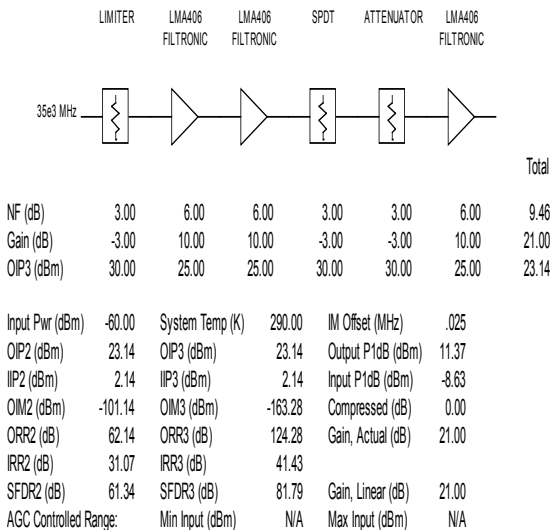 LIMITER LMA406 LMA406 SPDT ATTENUATOR LMA406
FILTRONIC FILTRONIC FILTRONIC
35e3 MHz
Total
NF (dB) 3.00 6.00 6.00 3.00 3.00 6.00 9.46
Gain (dB) -3.00 10.00 10.00 -3.00 -3.00 10.00 21.00
OIP3 (dBm) 30.00 25.00 25.00 30.00 30.00 25.00 23.14
Input Pwr (dBm) -60.00 System Temp (K) 290.00 IM Offset (MHz) .025
OIP2 (dBm) 23.14 OIP3 (dBm) 23.14 Output P1dB (dBm) 11.37
IIP2 (dBm) 2.14 IIP3 (dBm) 2.14 Input P1dB (dBm) -8.63
OIM2 (dBm) -101.14 OIM3 (dBm) -163.28 Compressed (dB) 0.00
ORR2 (dB) 62.14 ORR3 (dB) 124.28 Gain, Actual (dB) 21.00
IRR2 (dB) 31.07 IRR3 (dB) 41.43
SFDR2 (dB) 61.34 SFDR3 (dB) 81.79 Gain, Linear (dB) 21.00
AGC Controlled Range: Min Input (dBm) N/A Max Input (dBm) N/A